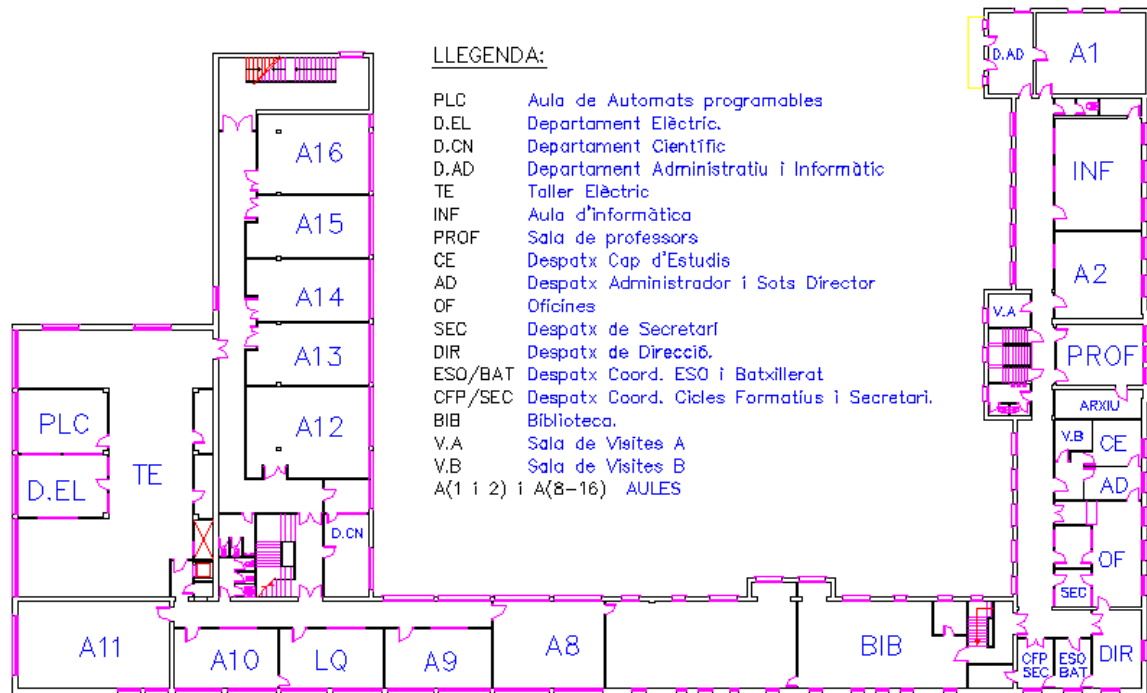 LLEGENDA:
PLC Aula de Automats programables
D.EL Departament Elèctric.
D.CN Departament Científic
D.AD Departament Administratiu i Informàtic
TE Taller Elèctric
INF Aula d'informàtica
PROF Sala de professors
CE Despatx Cap d'Estudis
AD Despatx Administrador i Sots Director
OF Oficines
SEC Despatx de Secretarí
DIR Despatx de Direcció.
ESO/BAT Despatx Coord. ESO i Batxillerat
CFP/SEC Despatx Coord. Cicles Formatius i Secretari.
BIB Biblioteca.
V.A Sala de Visites A
V.B Sala de Visites B
A(1 i 2) i A(8-16) AULES
A16
A15
A14
A13
A12
PLC
D.EL
TE
D.CN
A11
A10
LQ
A9
A8
BIB
D.AD
A1
INF
A2
V.A
PROF
ARXIU
V.B
CE
AD
OF
SEC
CFP
SEC
ESO
BAT
DIR